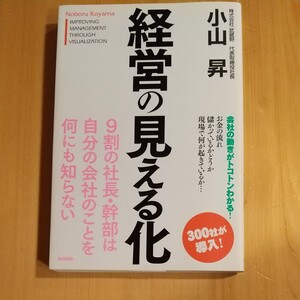 Noboru Koyama
IMPROVING
MANAGEMENT
THROUGH
VISUALIZATION
株式会社武蔵野 代表取締役社長
小山 昇
経営の見える化
会社の動きがトコトンわかる!
お金の流れ
儲かっているかどうか
現場で何が起きているか…
9割の社長・幹部は
自分の会社のことを
何にも知らない
300社が
導入!